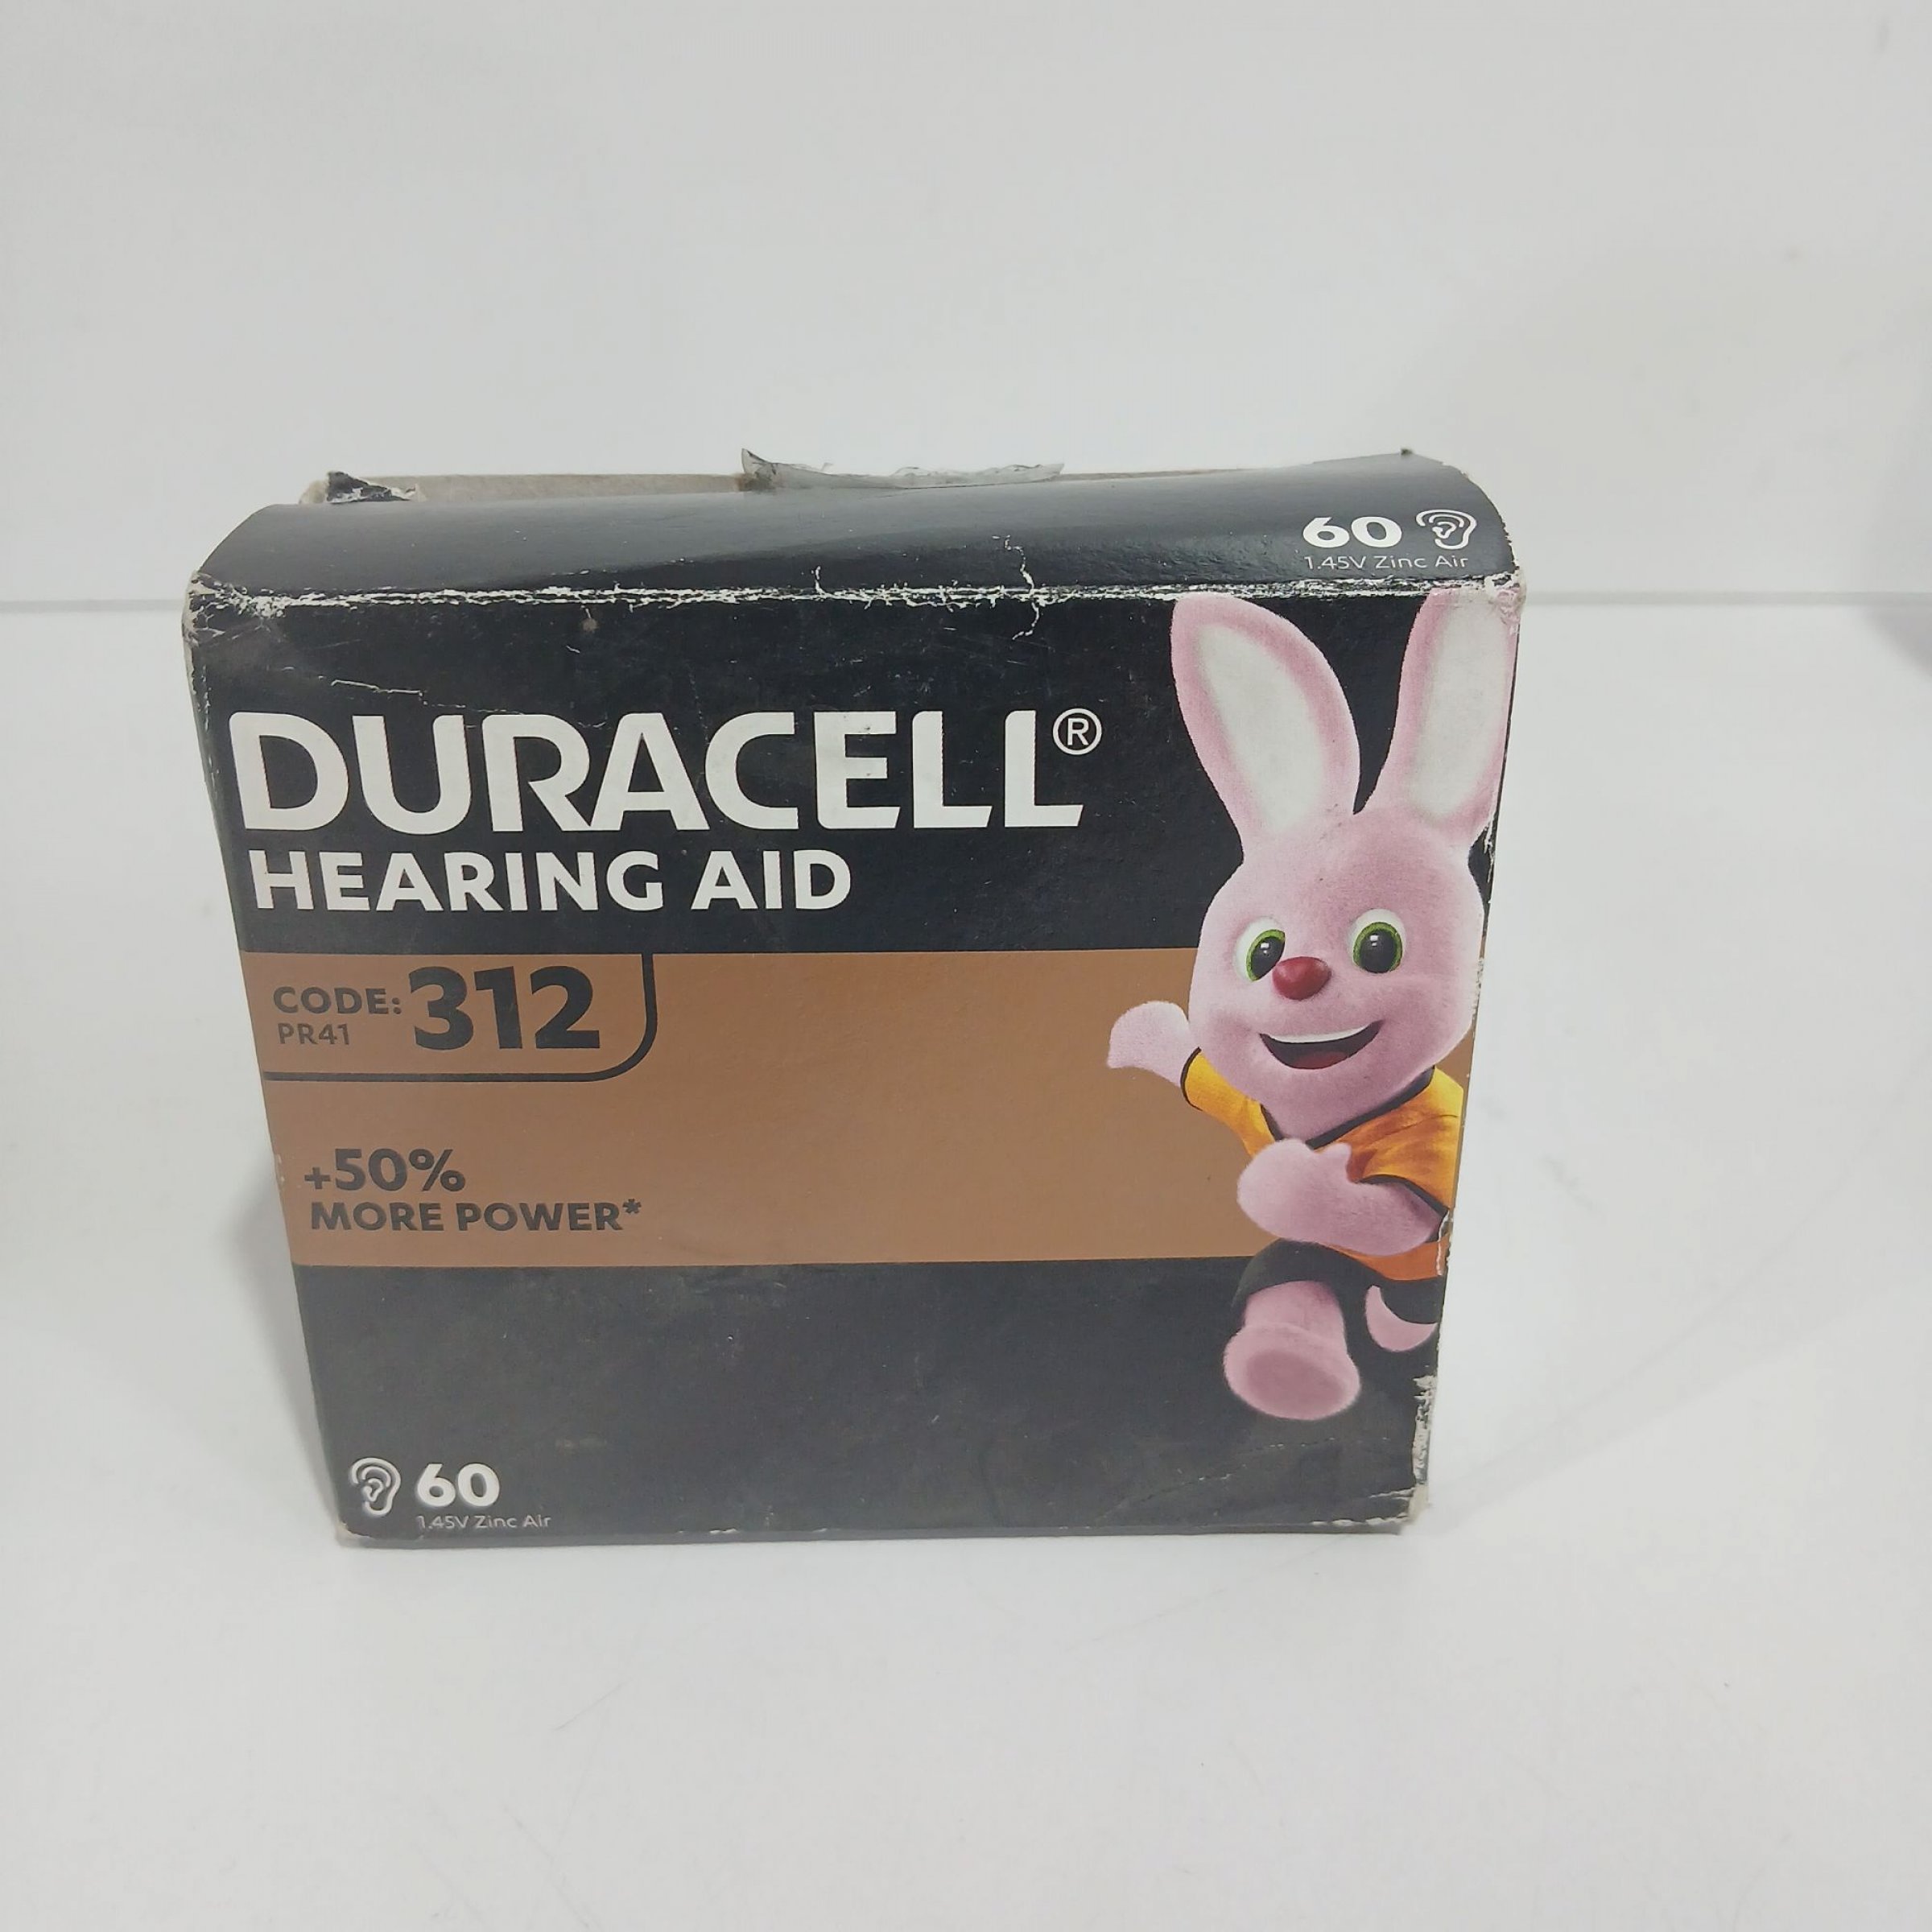 60
1.45V Zinc Air
DURACELL®
HEARING AID
CODE: 312
PR41
+50%
MORE POWER*
60
1.45V Zinc Air